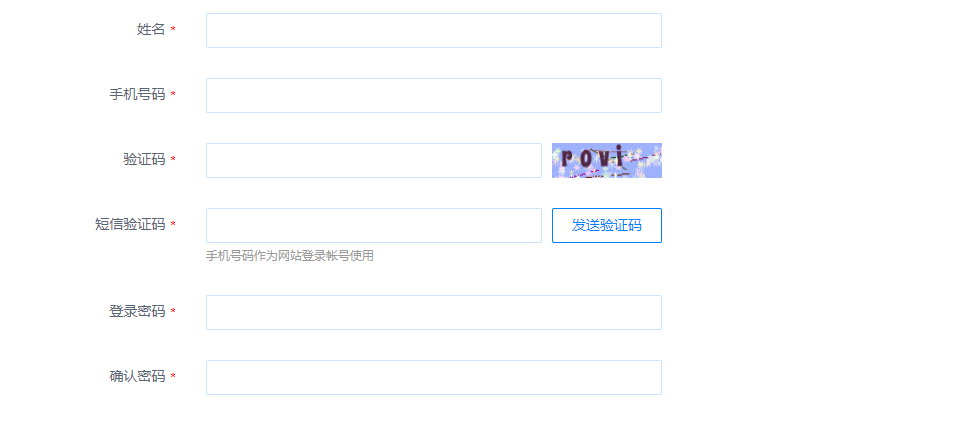 姓名 *
手机号码 *
验证码 *
rovi
短信验证码 *
发送验证码
手机号码作为网站登录帐号使用
登录密码 *
确认密码 *